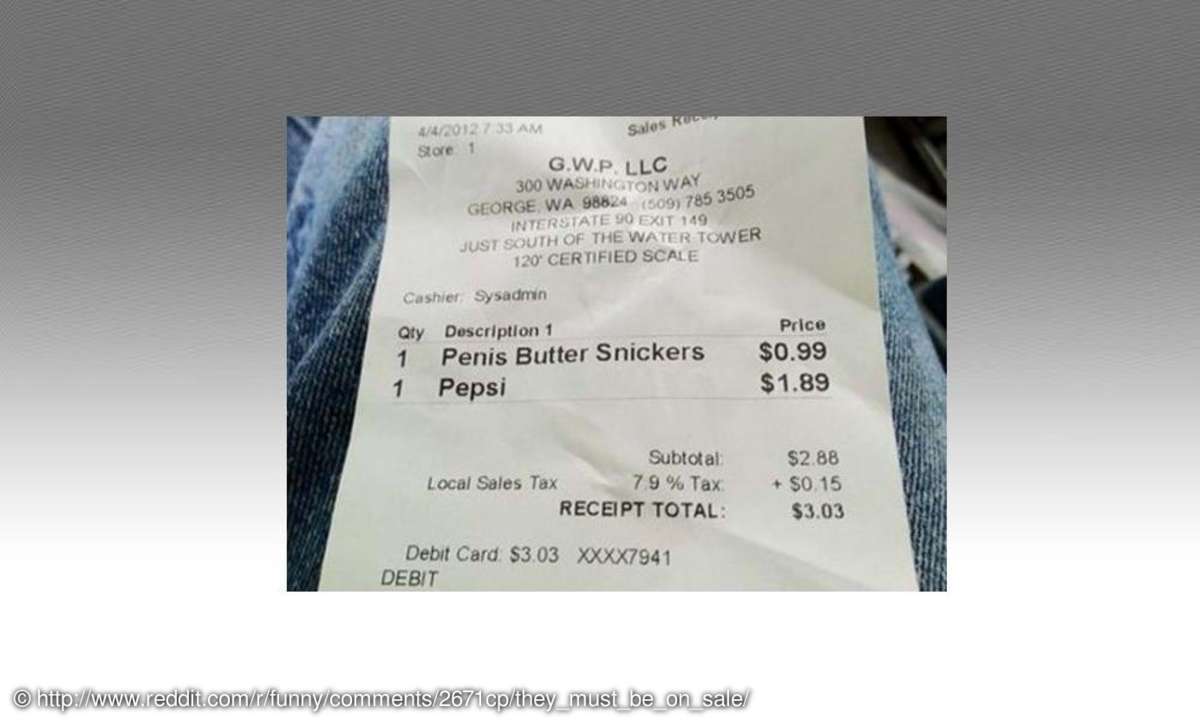 4/4/2012 7:33 AM
Sales
Store: 1
G.W.P. LLC
300 WASHINGTON WAY
GEORGE, WA 98824 (509) 785 3505
INTERSTATE 90 EXIT 149
JUST SOUTH OF THE WATER TOWER
120' CERTIFIED SCALE
Cashier: Sysadmin
Qty Description 1 Price
1 Penis Butter Snickers $0.99
1 Pepsi $1.89
Subtotal: $2.88
Local Sales Tax 7.9 % Tax: + $0.15
RECEIPT TOTAL: $3.03
Debit Card: $3.03 XXXX7941
DEBIT
© http://www.reddit.com/r/funny/comments/2671cp/they_must_be_on_sale/